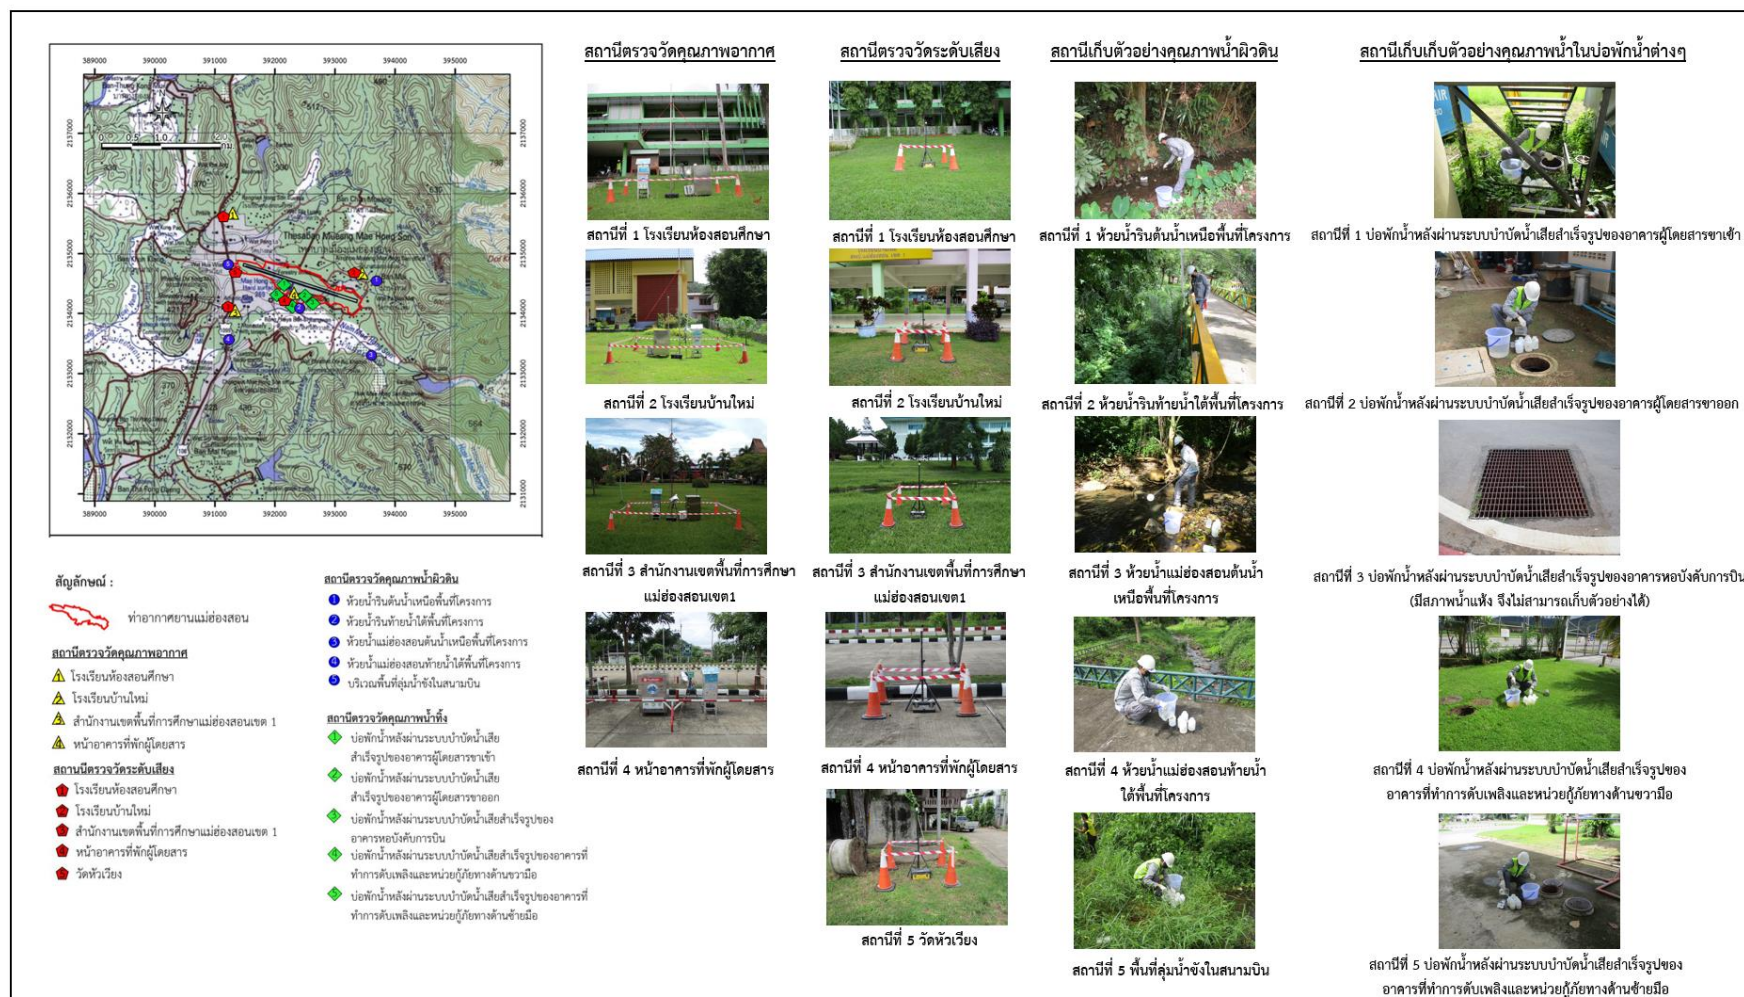 สถานีตรวจวัดคุณภาพอากาศ
สถานีที่ 1 โรงเรียนห้องสอนศึกษา
สถานีที่ 2 โรงเรียนบ้านใหม่
สถานีที่ 3 สำนักงานเขตพื้นที่การศึกษา
แม่ฮ่องสอนเขต1
สถานีที่ 4 หน้าอาคารที่พักผู้โดยสาร
สถานีตรวจวัดระดับเสียง
สถานีที่ 1 โรงเรียนห้องสอนศึกษา
สถานีที่ 2 โรงเรียนบ้านใหม่
สถานีที่ 3 สำนักงานเขตพื้นที่การศึกษา
แม่ฮ่องสอนเขต1
สถานีที่ 4 หน้าอาคารที่พักผู้โดยสาร
สถานีที่ 5 วัดหัวเวียง
สถานีเก็บตัวอย่างคุณภาพน้ำผิวดิน
สถานีที่ 1 ห้วยน้ำรินต้นน้ำเหนือพื้นที่โครงการ
สถานีที่ 2 ห้วยน้ำรินท้ายน้ำใต้พื้นที่โครงการ
สถานีที่ 3 ห้วยน้ำแม่ฮ่องสอนต้นน้ำ
เหนือพื้นที่โครงการ
สถานีที่ 4 ห้วยน้ำแม่ฮ่องสอนท้ายน้ำ
ใต้พื้นที่โครงการ
สถานีที่ 5 พื้นที่ลุ่มน้ำขังในสนามบิน
สถานีเก็บเก็บตัวอย่างคุณภาพน้ำในบ่อพักน้ำต่างๆ
สถานีที่ 1 บ่อพักน้ำหลังผ่านระบบบำบัดน้ำเสียสำเร็จรูปของอาคารผู้โดยสารขาเข้า
สถานีที่ 2 บ่อพักน้ำหลังผ่านระบบบำบัดน้ำเสียสำเร็จรูปของอาคารผู้โดยสารขาออก
สถานีที่ 3 บ่อพักน้ำหลังผ่านระบบบำบัดน้ำเสียสำเร็จรูปของอาคารหอบังคับการบิน
(มีสภาพน้ำแห้ง จึงไม่สามารถเก็บตัวอย่างได้)
สถานีที่ 4 บ่อพักน้ำหลังผ่านระบบบำบัดน้ำเสียสำเร็จรูปของ
อาคารที่ทำการดับเพลิงและหน่วยกู้ภัยทางด้านขวามือ
สถานีที่ 5 บ่อพักน้ำหลังผ่านระบบบำบัดน้ำเสียสำเร็จรูปของ
อาคารที่ทำการดับเพลิงและหน่วยกู้ภัยทางด้านซ้ายมือ
389000 390000 391000 392000 393000 394000 395000
2137000
2136000
2135000
2134000
2133000
2132000
2131000
0 0.5 1.0
Thesaban Mueang Mae Hong Son
Ban Mai Ngae
389000 390000 391000 392000 393000 394000 395000
สัญลักษณ์ :
ท่าอากาศยานแม่ฮ่องสอน
สถานีตรวจวัดคุณภาพอากาศ
1 โรงเรียนห้องสอนศึกษา
2 โรงเรียนบ้านใหม่
3 สำนักงานเขตพื้นที่การศึกษาแม่ฮ่องสอนเขต 1
4 หน้าอาคารที่พักผู้โดยสาร
สถานนีตรวจวัดระดับเสียง
1 โรงเรียนห้องสอนศึกษา
2 โรงเรียนบ้านใหม่
3 สำนักงานเขตพื้นที่การศึกษาแม่ฮ่องสอนเขต 1
4 หน้าอาคารที่พักผู้โดยสาร
5 วัดหัวเวียง
สถานีตรวจวัดคุณภาพน้ำผิวดิน
1 ห้วยน้ำรินต้นน้ำเหนือพื้นที่โครงการ
2 ห้วยน้ำรินท้ายน้ำใต้พื้นที่โครงการ
3 ห้วยน้ำแม่ฮ่องสอนต้นน้ำเหนือพื้นที่โครงการ
4 ห้วยน้ำแม่ฮ่องสอนท้ายน้ำใต้พื้นที่โครงการ
5 บริเวณพื้นที่ลุ่มน้ำขังในสนามบิน
สถานีตรวจวัดคุณภาพน้ำทิ้ง
1 บ่อพักน้ำหลังผ่านระบบบำบัดน้ำเสีย
สำเร็จรูปของอาคารผู้โดยสารขาเข้า
2 บ่อพักน้ำหลังผ่านระบบบำบัดน้ำเสีย
สำเร็จรูปของอาคารผู้โดยสารขาออก
3 บ่อพักน้ำหลังผ่านระบบบำบัดน้ำเสียสำเร็จรูปของ
อาคารหอบังคับการบิน
4 บ่อพักน้ำหลังผ่านระบบบำบัดน้ำเสียสำเร็จรูปของอาคารที่
ทำการดับเพลิงและหน่วยกู้ภัยทางด้านขวามือ
5 บ่อพักน้ำหลังผ่านระบบบำบัดน้ำเสียสำเร็จรูปของอาคารที่
ทำการดับเพลิงและหน่วยกู้ภัยทางด้านซ้ายมือ